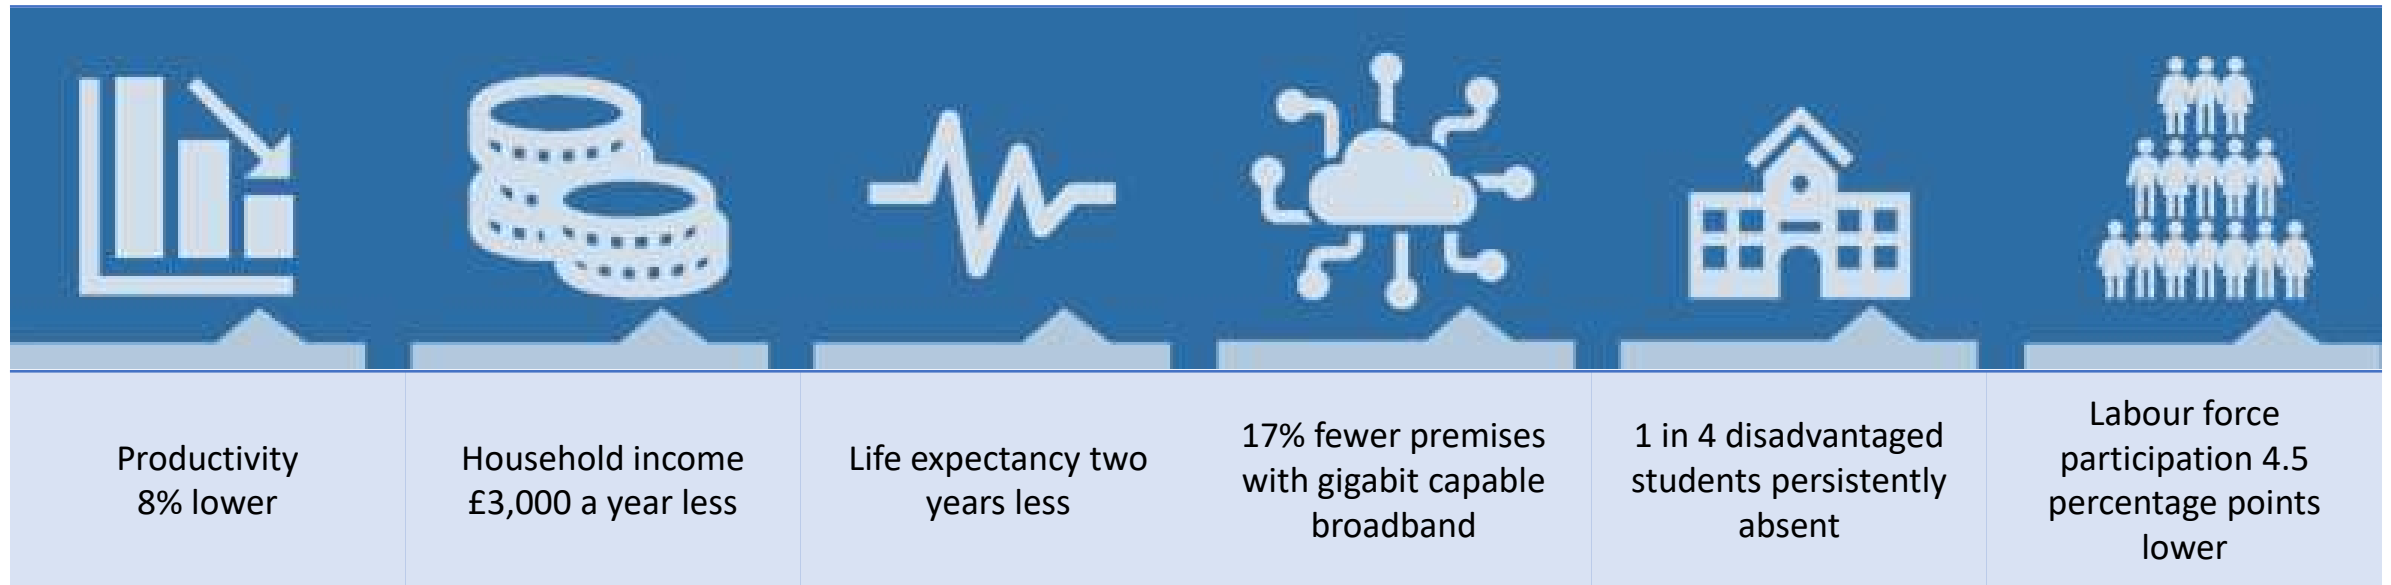 Productivity
8% lower
Household income
£3,000 a year less
Life expectancy two
years less
17% fewer premises
with gigabit capable
broadband
1 in 4 disadvantaged
students persistently
absent
Labour force
participation 4.5
percentage points
lower